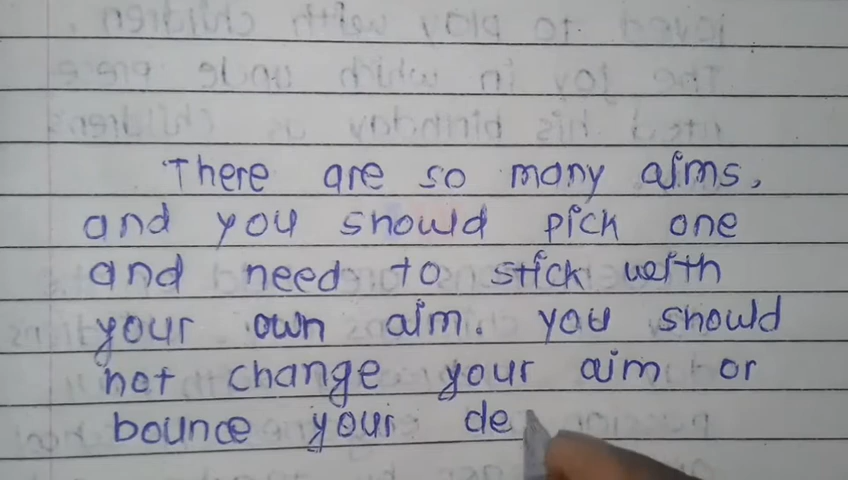 There are so many aims,
and you should pick one
and need to stick with
your own aim. you should
not change your aim or
bounce your de